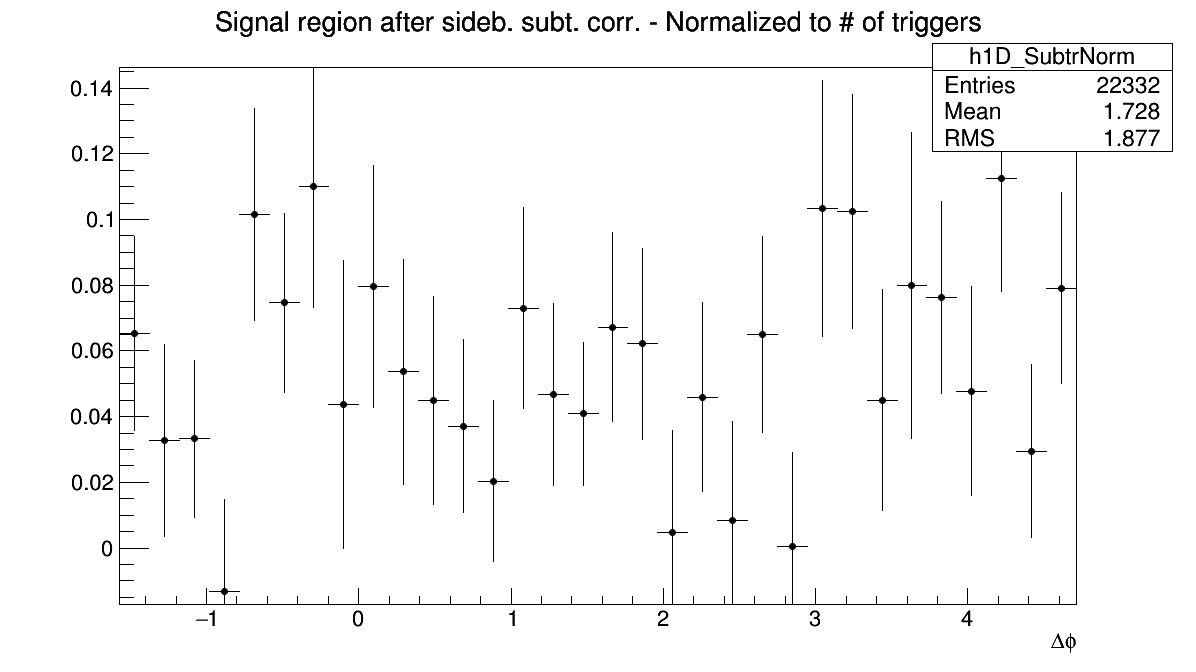 Signal region after sideb. subt. corr. - Normalized to # of triggers
h1D_SubtrNorm
Entries 22332
Mean 1.728
RMS 1.877
0.14
0.12
0.1
0.08
0.06
0.04
0.02
0
−1 0 1 2 3 4
Δϕ